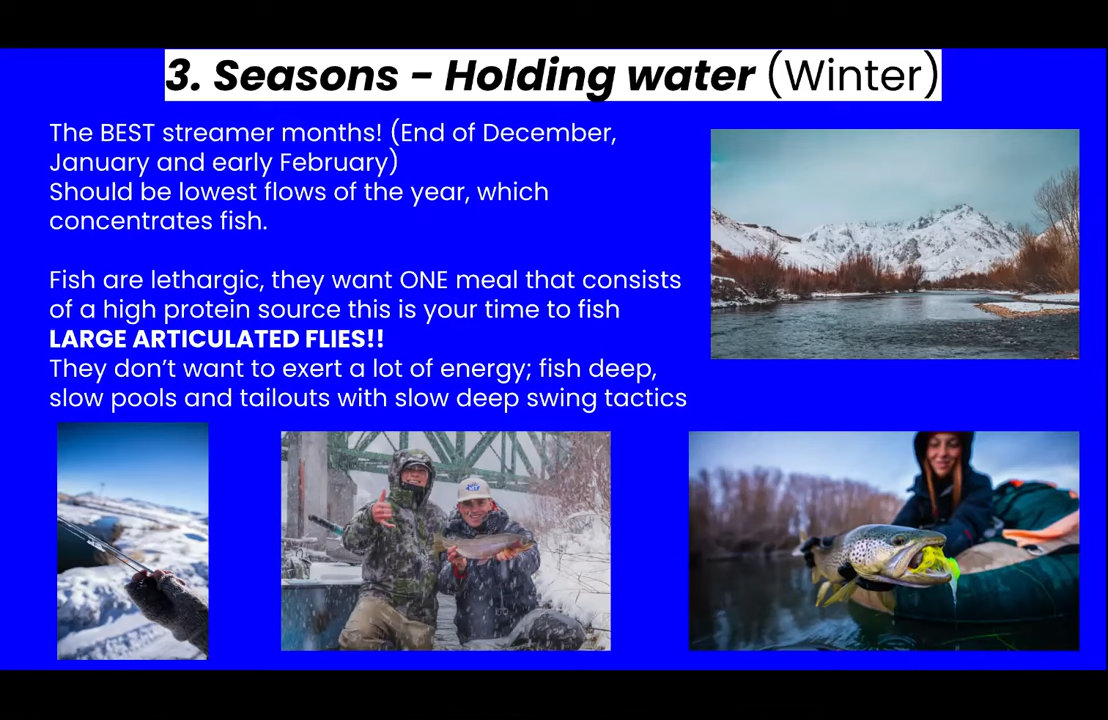 3. Seasons - Holding water (Winter)
The BEST streamer months! (End of December,
January and early February)
Should be lowest flows of the year, which
concentrates fish.
Fish are lethargic, they want ONE meal that consists
of a high protein source this is your time to fish
LARGE ARTICULATED FLIES!!
They don't want to exert a lot of energy; fish deep,
slow pools and tailouts with slow deep swing tactics